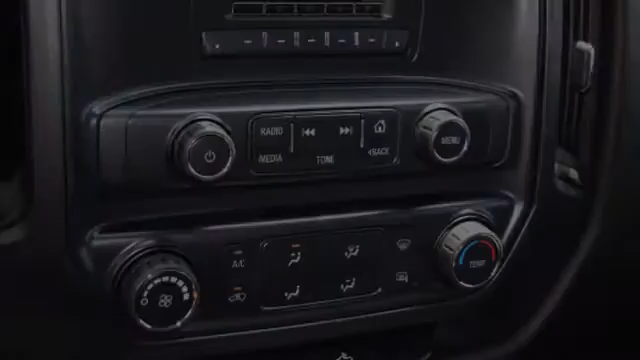 RADIO
MEDIA
TONE
BACK
MENU
A/C
TEMP